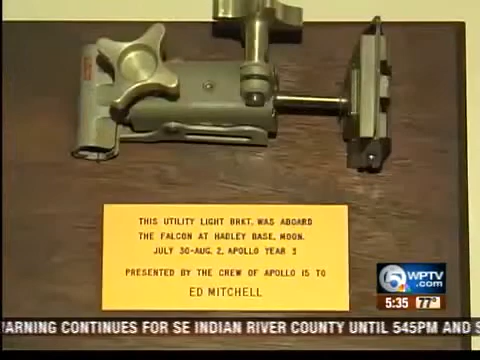 THIS UTILITY LIGHT BRKT. WAS ABOARD
THE FALCON AT HADLEY BASE, MOON.
JULY 30-AUG. 2, APOLLO YEAR 3
PRESENTED BY THE CREW OF APOLLO 15 TO
ED MITCHELL
5 WPTV
.com
5:35 77°
ARNING CONTINUES FOR SE INDIAN RIVER COUNTY UNTIL 545PM AND S